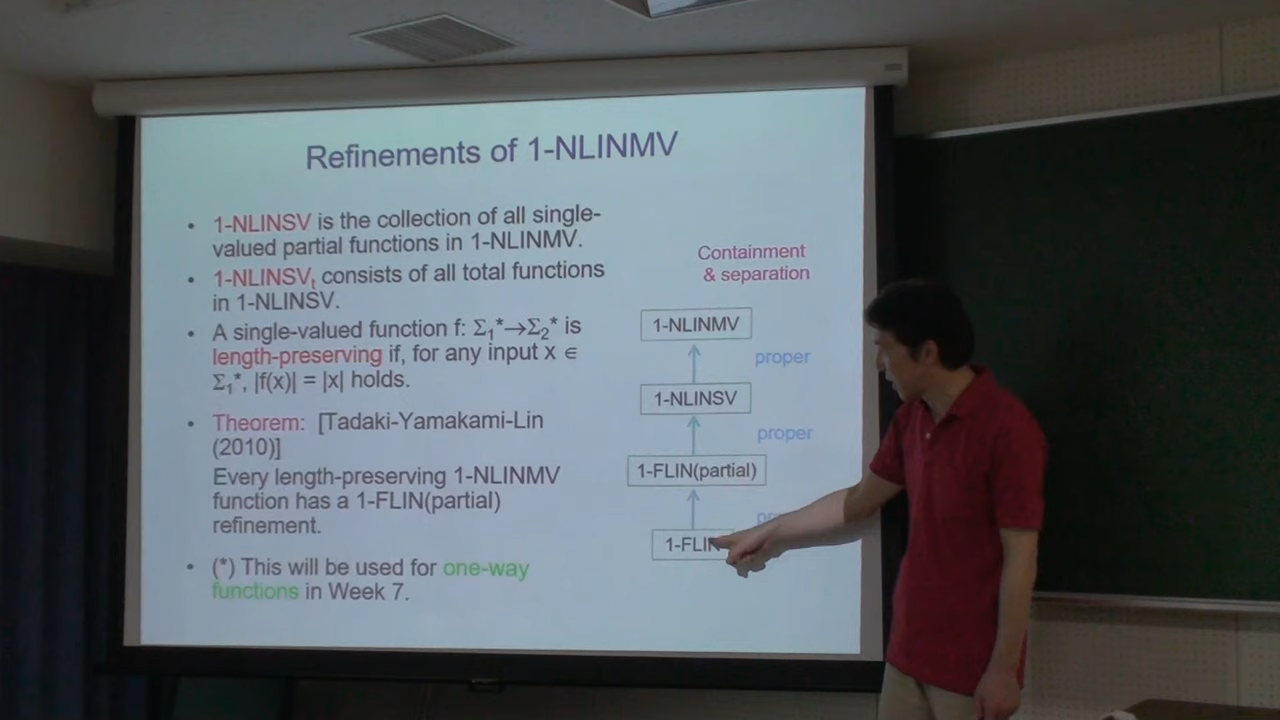 Refinements of 1-NLINMV
• 1-NLINSV is the collection of all single-
valued partial functions in 1-NLINMV.
• 1-NLINSVt consists of all total functions
in 1-NLINSV.
• A single-valued function f: Σ1*→Σ2* is
length-preserving if, for any input x ∈
Σ1*, |f(x)| = |x| holds.
• Theorem: [Tadaki-Yamakami-Lin
(2010)]
Every length-preserving 1-NLINMV
function has a 1-FLIN(partial)
refinement.
• (*) This will be used for one-way
functions in Week 7.
Containment
& separation
1-NLINMV
proper
1-NLINSV
proper
1-FLIN(partial)
1-FLIN